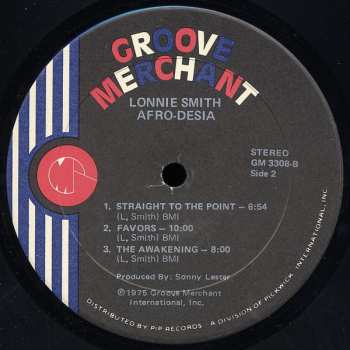 GROOVE
MERCHANT
LONNIE SMITH
AFRO-DESIA
STEREO
GM 3308-B
Side 2
1. STRAIGHT TO THE POINT – 6:54
(L. Smith) BMI
2. FAVORS – 10:00
(L. Smith) BMI
3. THE AWAKENING – 8:00
(L. Smith) BMI
Produced By: Sonny Lester
Ⓟ1975 Groove Merchant
International, Inc.
DISTRIBUTED BY PIP RECORDS A DIVISION OF PICKWICK INTERNATIONAL, INC.